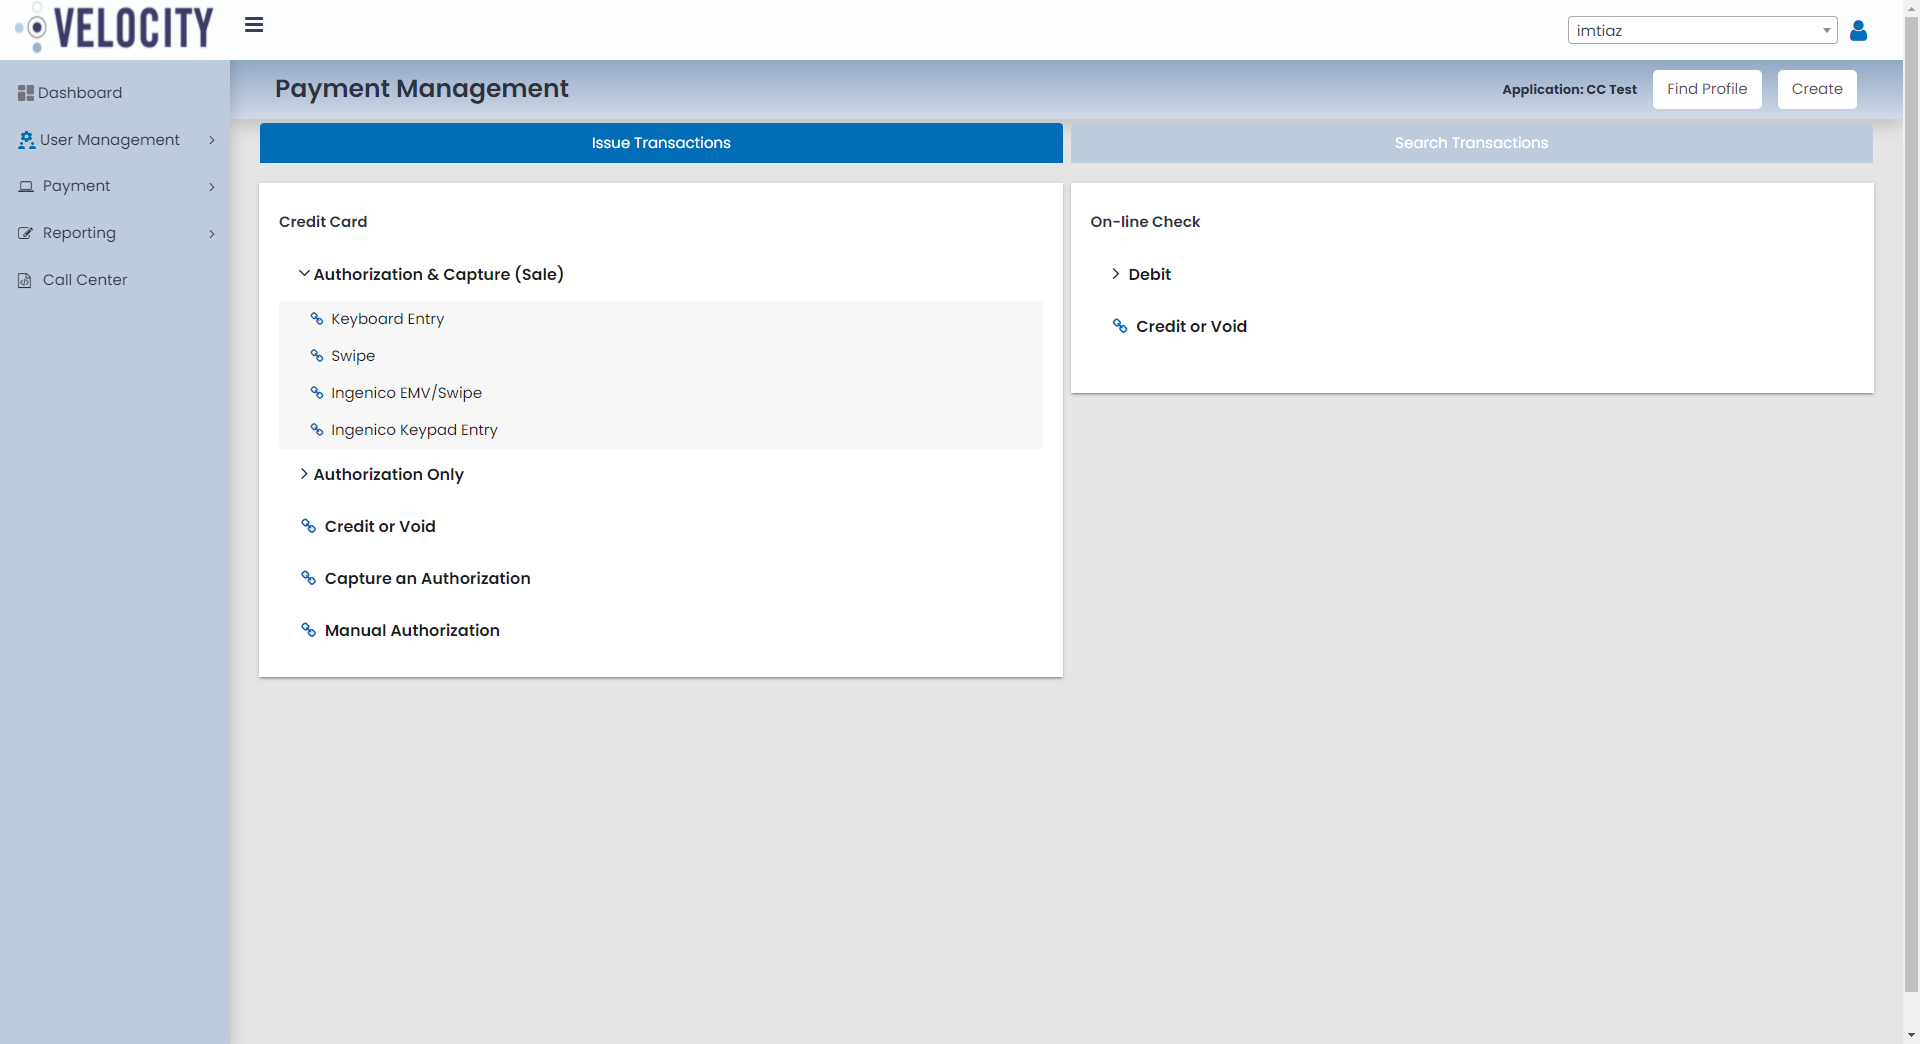 VELOCITY
imtiaz
Dashboard
User Management
Payment
Reporting
Call Center
Payment Management
Application: CC Test
Find Profile
Create
Issue Transactions
Search Transactions
Credit Card
Authorization & Capture (Sale)
Keyboard Entry
Swipe
Ingenico EMV/Swipe
Ingenico Keypad Entry
Authorization Only
Credit or Void
Capture an Authorization
Manual Authorization
On-line Check
Debit
Credit or Void